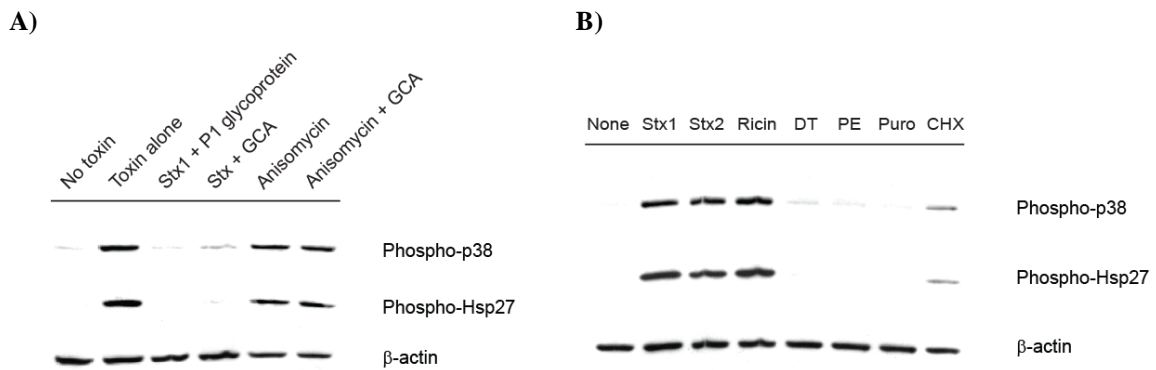 A)
No toxin
Toxin alone
Stx1 + P1 glycoprotein
Stx + GCA
Anisomycin
Anisomycin + GCA
Phospho-p38
Phospho-Hsp27
β-actin
B)
None Stx1 Stx2 Ricin DT PE Puro CHX
Phospho-p38
Phospho-Hsp27
β-actin